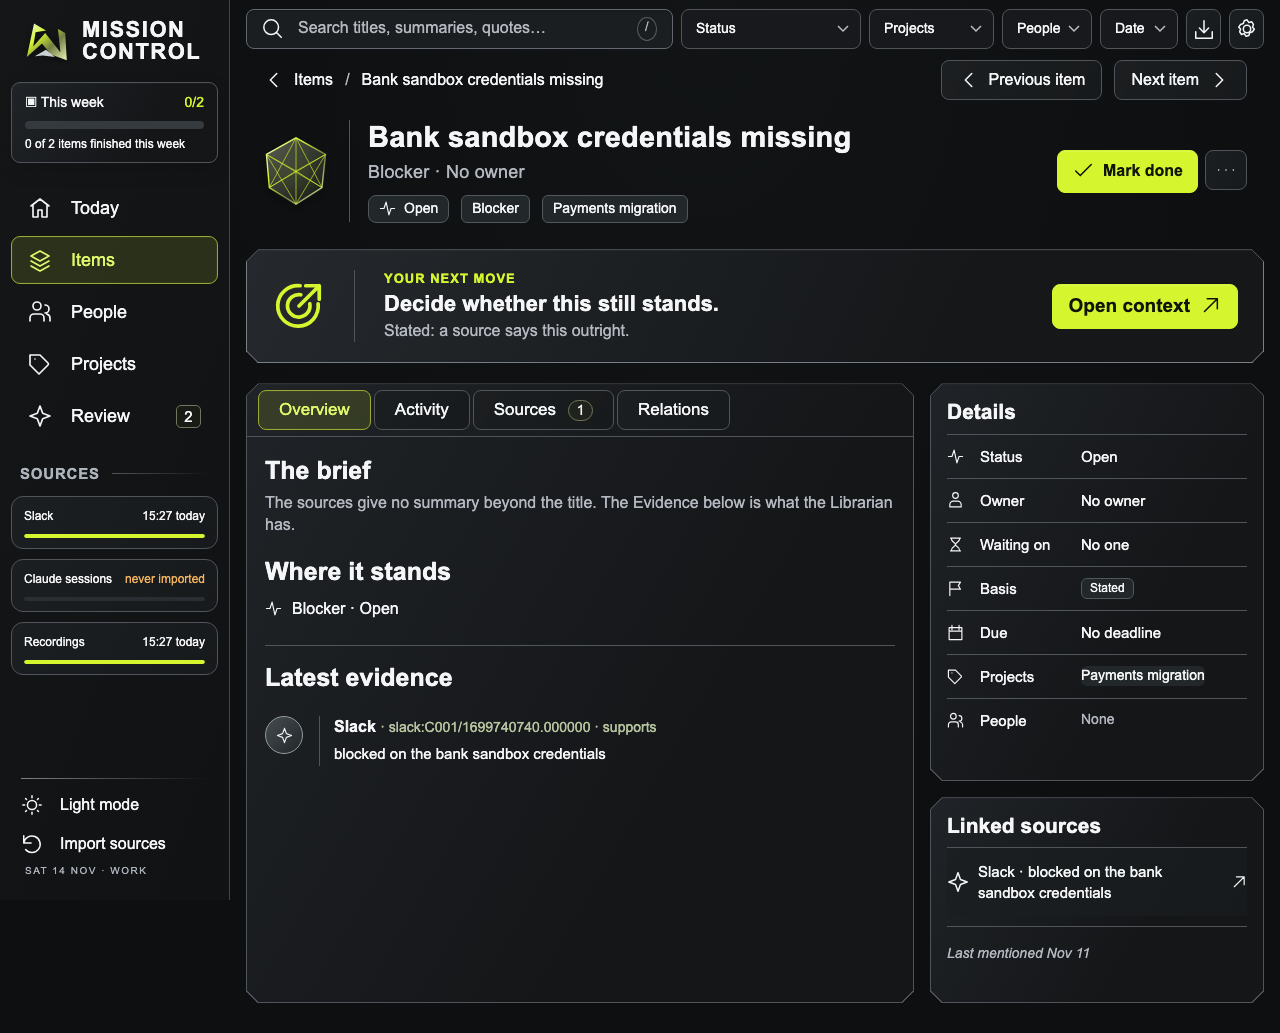 MISSION
CONTROL
This week 0/2
0 of 2 items finished this week
Today
Items
People
Projects
Review 2
SOURCES
Slack 15:27 today
Claude sessions never imported
Recordings 15:27 today
Light mode
Import sources
SAT 14 NOV · WORK
Search titles, summaries, quotes… /
Status
Projects
People
Date
Items / Bank sandbox credentials missing
Previous item
Next item
Bank sandbox credentials missing
Blocker · No owner
Open
Blocker
Payments migration
Mark done
···
YOUR NEXT MOVE
Decide whether this still stands.
Stated: a source says this outright.
Open context
Overview
Activity
Sources 1
Relations
The brief
The sources give no summary beyond the title. The Evidence below is what the Librarian
has.
Where it stands
Blocker · Open
Latest evidence
Slack · slack:C001/1699740740.000000 · supports
blocked on the bank sandbox credentials
Details
Status Open
Owner No owner
Waiting on No one
Basis Stated
Due No deadline
Projects Payments migration
People None
Linked sources
Slack · blocked on the bank
sandbox credentials
Last mentioned Nov 11